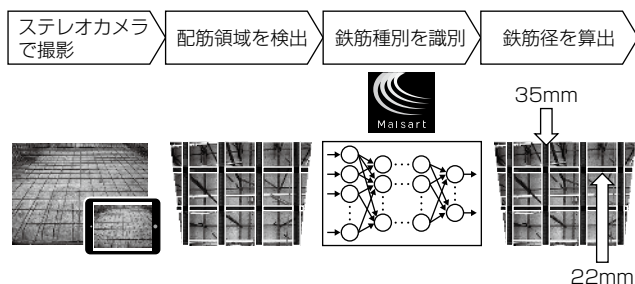 ステレオカメラ
で撮影
配筋領域を検出
鉄筋種別を識別
鉄筋径を算出
Maisart
35mm
22mm